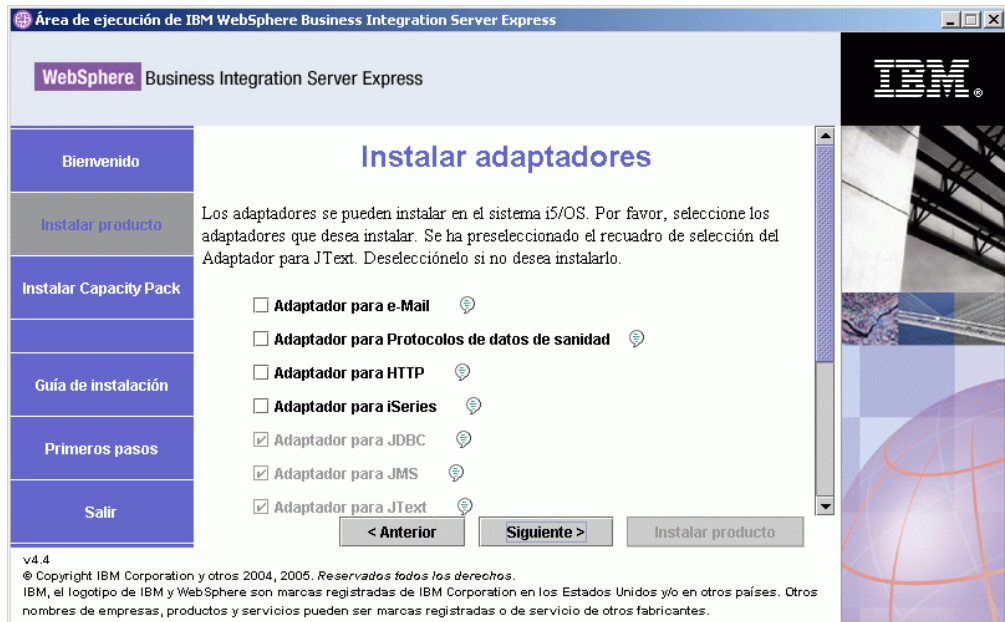 Área de ejecución de IBM WebSphere Business Integration Server Express
WebSphere. Business Integration Server Express
IBM®
Bienvenido
Instalar producto
Instalar Capacity Pack
Guía de instalación
Primeros pasos
Salir
Instalar adaptadores
Los adaptadores se pueden instalar en el sistema i5/OS. Por favor, seleccione los
adaptadores que desea instalar. Se ha preseleccionado el recuadro de selección del
Adaptador para JText. Deselecciónelo si no desea instalarlo.
Adaptador para e-Mail
Adaptador para Protocolos de datos de sanidad
Adaptador para HTTP
Adaptador para iSeries
Adaptador para JDBC
Adaptador para JMS
Adaptador para JText
< Anterior
Siguiente >
Instalar producto
v4.4
© Copyright IBM Corporation y otros 2004, 2005. Reservados todos los derechos.
IBM, el logotipo de IBM y WebSphere son marcas registradas de IBM Corporation en los Estados Unidos y/o en otros países. Otros
nombres de empresas, productos y servicios pueden ser marcas registradas o de servicio de otros fabricantes.